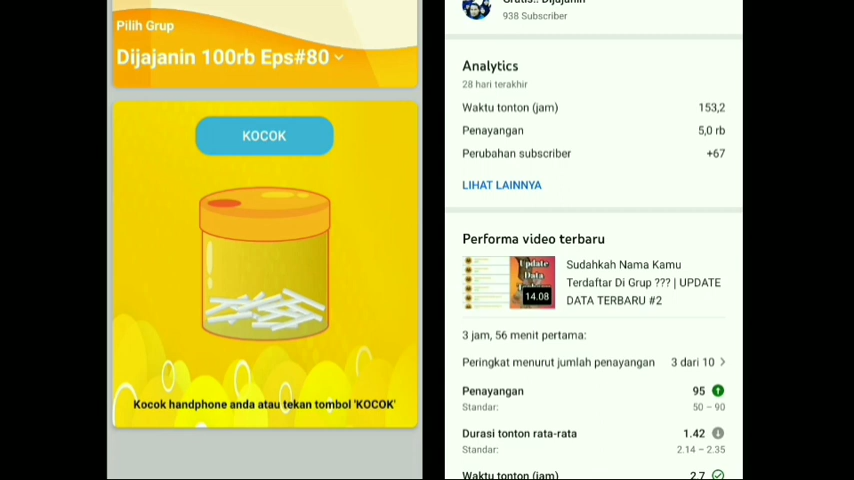 Pilih Grup
Dijajanin 100rb Eps#80
KOCOK
Kocok handphone anda atau tekan tombol 'KOCOK'
Gratis.. Dijajanin
938 Subscriber
Analytics
28 hari terakhir
Waktu tonton (jam) 153,2
Penayangan 5,0 rb
Perubahan subscriber +67
LIHAT LAINNYA
Performa video terbaru
Update
Data
14.08
Sudahkah Nama Kamu
Terdaftar Di Grup ??? | UPDATE
DATA TERBARU #2
3 jam, 56 menit pertama:
Peringkat menurut jumlah penayangan 3 dari 10
Penayangan 95
Standar: 50 – 90
Durasi tonton rata-rata 1.42
Standar: 2.14 – 2.35
Waktu tonton (jam) 2,7